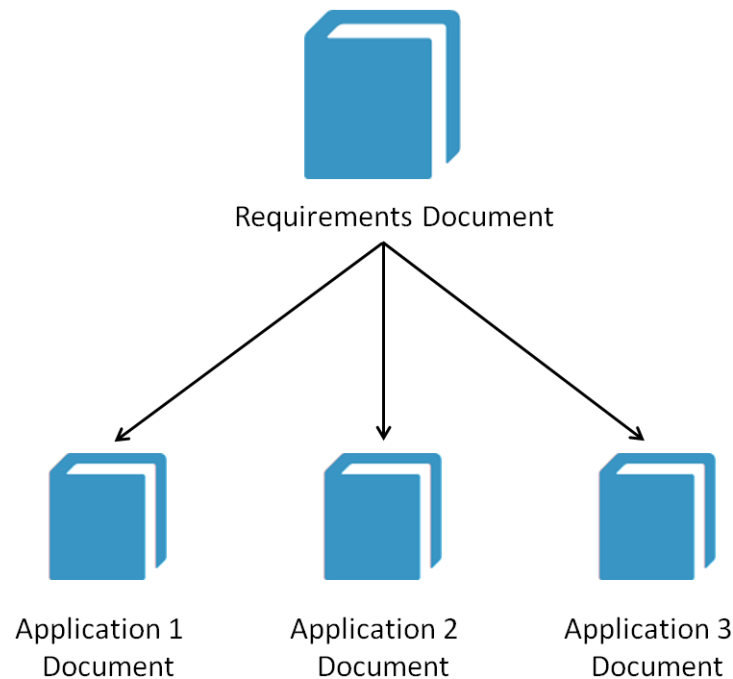 Requirements Document
Application 1
Document
Application 2
Document
Application 3
Document